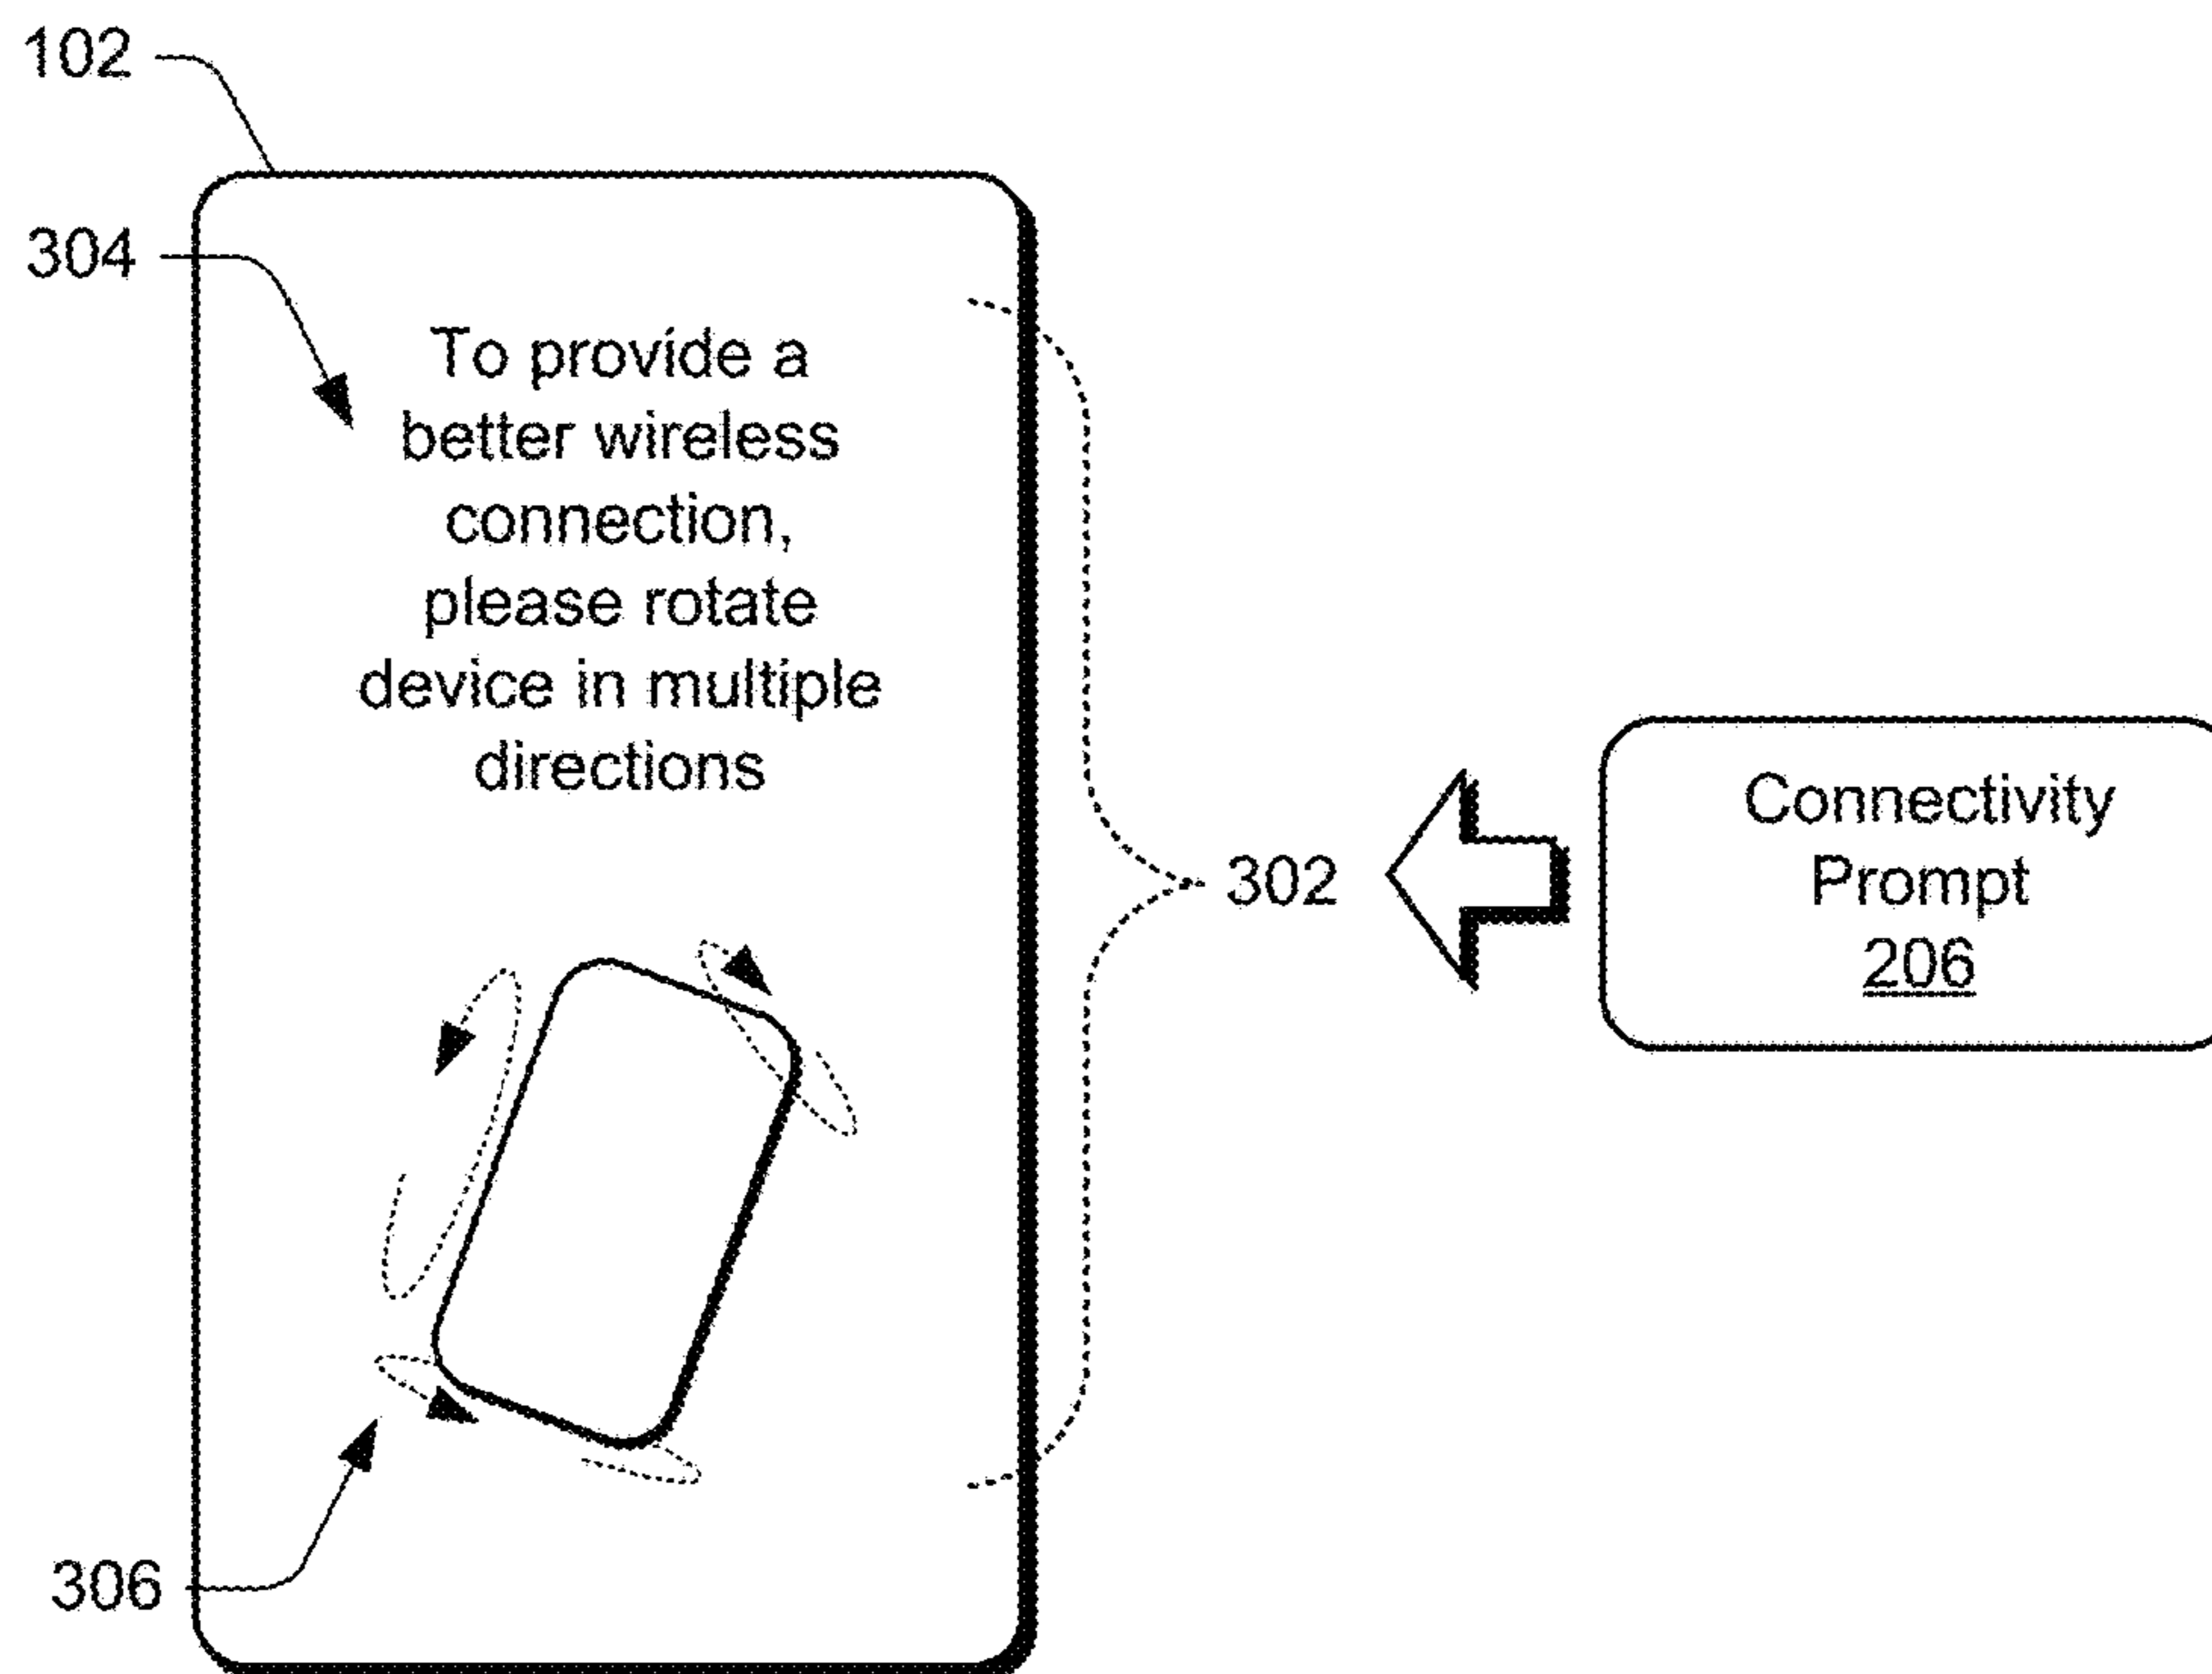 102
304
To provide a
better wireless
connection,
please rotate
device in multiple
directions
302
Connectivity
Prompt
206
306